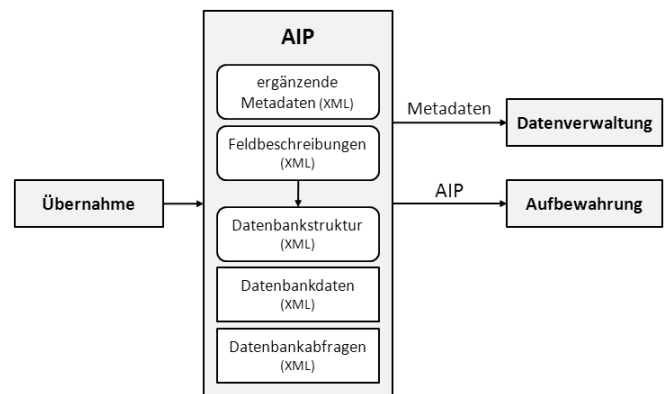 AIP
ergänzende
Metadaten (XML)
Feldbeschreibungen
(XML)
Datenbankstruktur
(XML)
Datenbankdaten
(XML)
Datenbankabfragen
(XML)
Übernahme
Metadaten
Datenverwaltung
AIP
Aufbewahrung